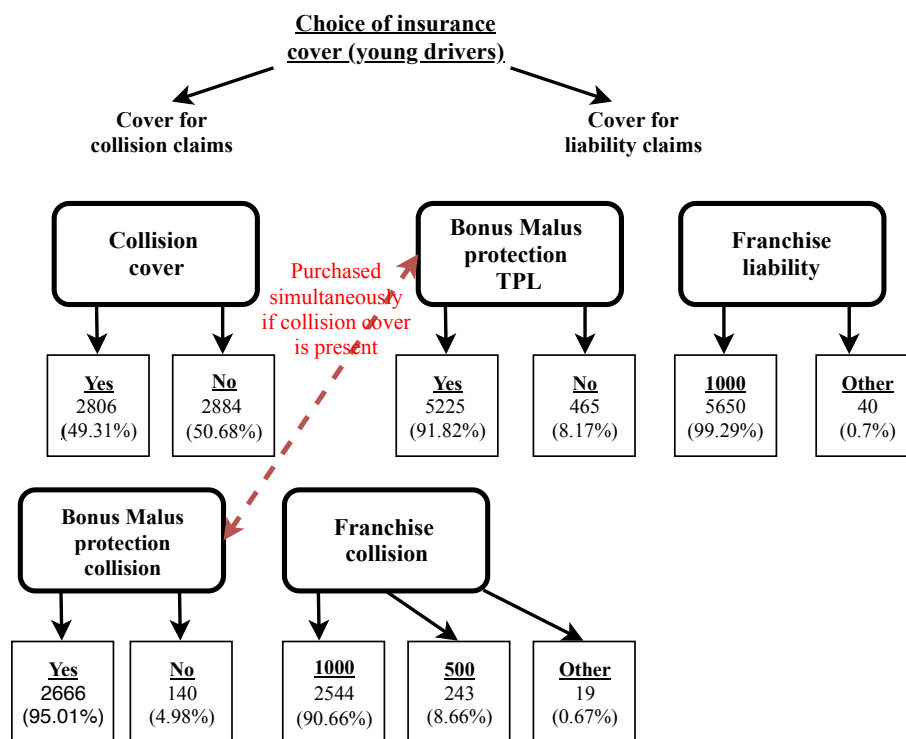 Choice of insurance
cover (young drivers)
Cover for
collision claims
Cover for
liability claims
Collision
cover
Bonus Malus
protection
TPL
Franchise
liability
Purchased
simultaneously
if collision cover
is present
Yes
2806
(49.31%)
No
2884
(50.68%)
Yes
5225
(91.82%)
No
465
(8.17%)
1000
5650
(99.29%)
Other
40
(0.7%)
Bonus Malus
protection
collision
Franchise
collision
Yes
2666
(95.01%)
No
140
(4.98%)
1000
2544
(90.66%)
500
243
(8.66%)
Other
19
(0.67%)